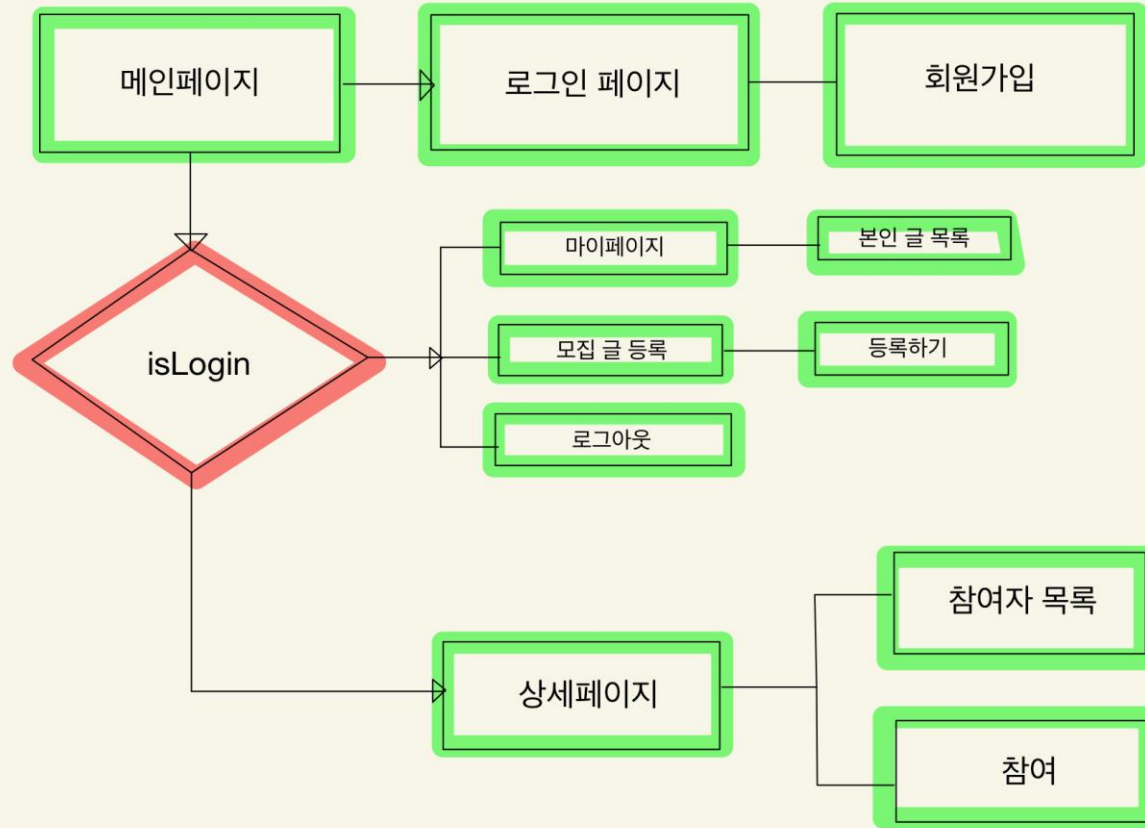 메인페이지
로그인 페이지
회원가입
isLogin
마이페이지
본인 글 목록
모집 글 등록
등록하기
로그아웃
상세페이지
참여자 목록
참여